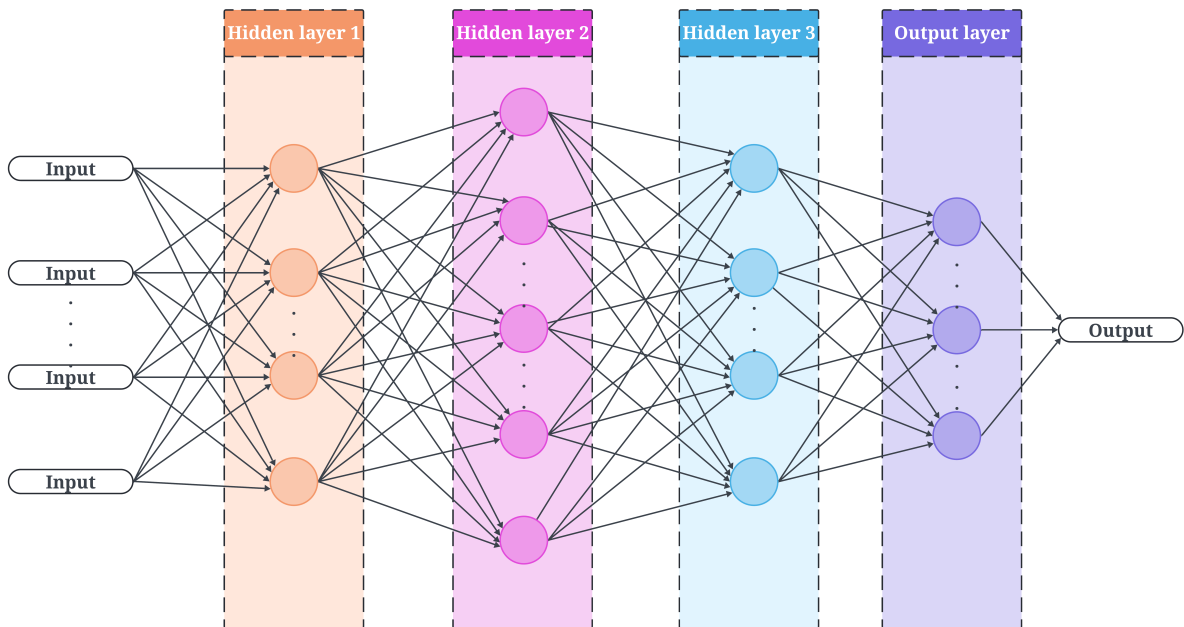 Hidden layer 1
Hidden layer 2
Hidden layer 3
Output layer
Input
Input
Input
Input
Output